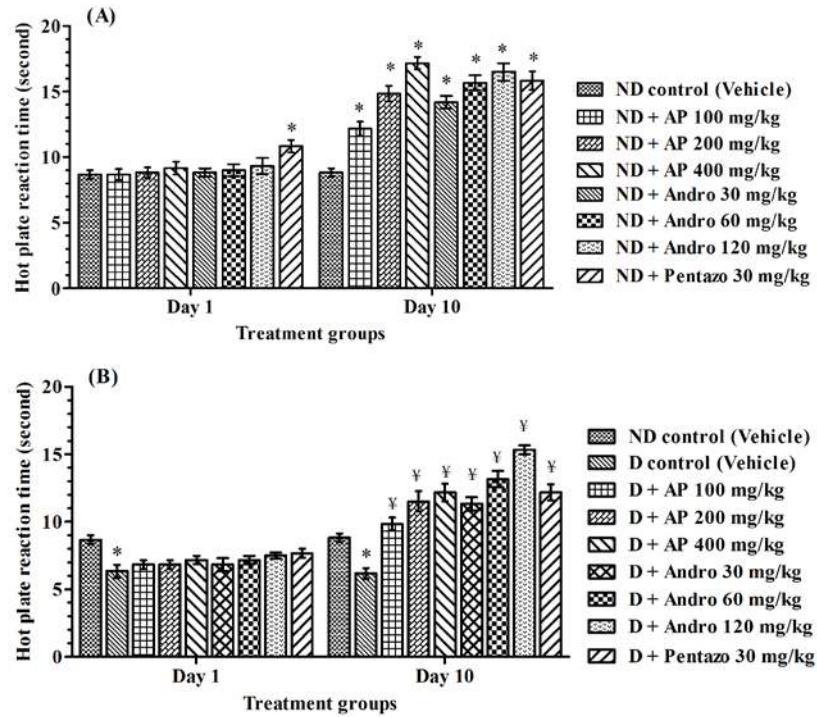 (A)
Hot plate reaction time (second)
20
15
10
5
0
* * * * * * * *
Day 1 Day 10
Treatment groups
ND control (Vehicle)
ND + AP 100 mg/kg
ND + AP 200 mg/kg
ND + AP 400 mg/kg
ND + Andro 30 mg/kg
ND + Andro 60 mg/kg
ND + Andro 120 mg/kg
ND + Pentazo 30 mg/kg
(B)
Hot plate reaction time (second)
20
15
10
5
0
* * ¥ ¥ ¥ ¥ ¥ ¥ ¥
Day 1 Day 10
Treatment groups
ND control (Vehicle)
D control (Vehicle)
D + AP 100 mg/kg
D + AP 200 mg/kg
D + AP 400 mg/kg
D + Andro 30 mg/kg
D + Andro 60 mg/kg
D + Andro 120 mg/kg
D + Pentazo 30 mg/kg